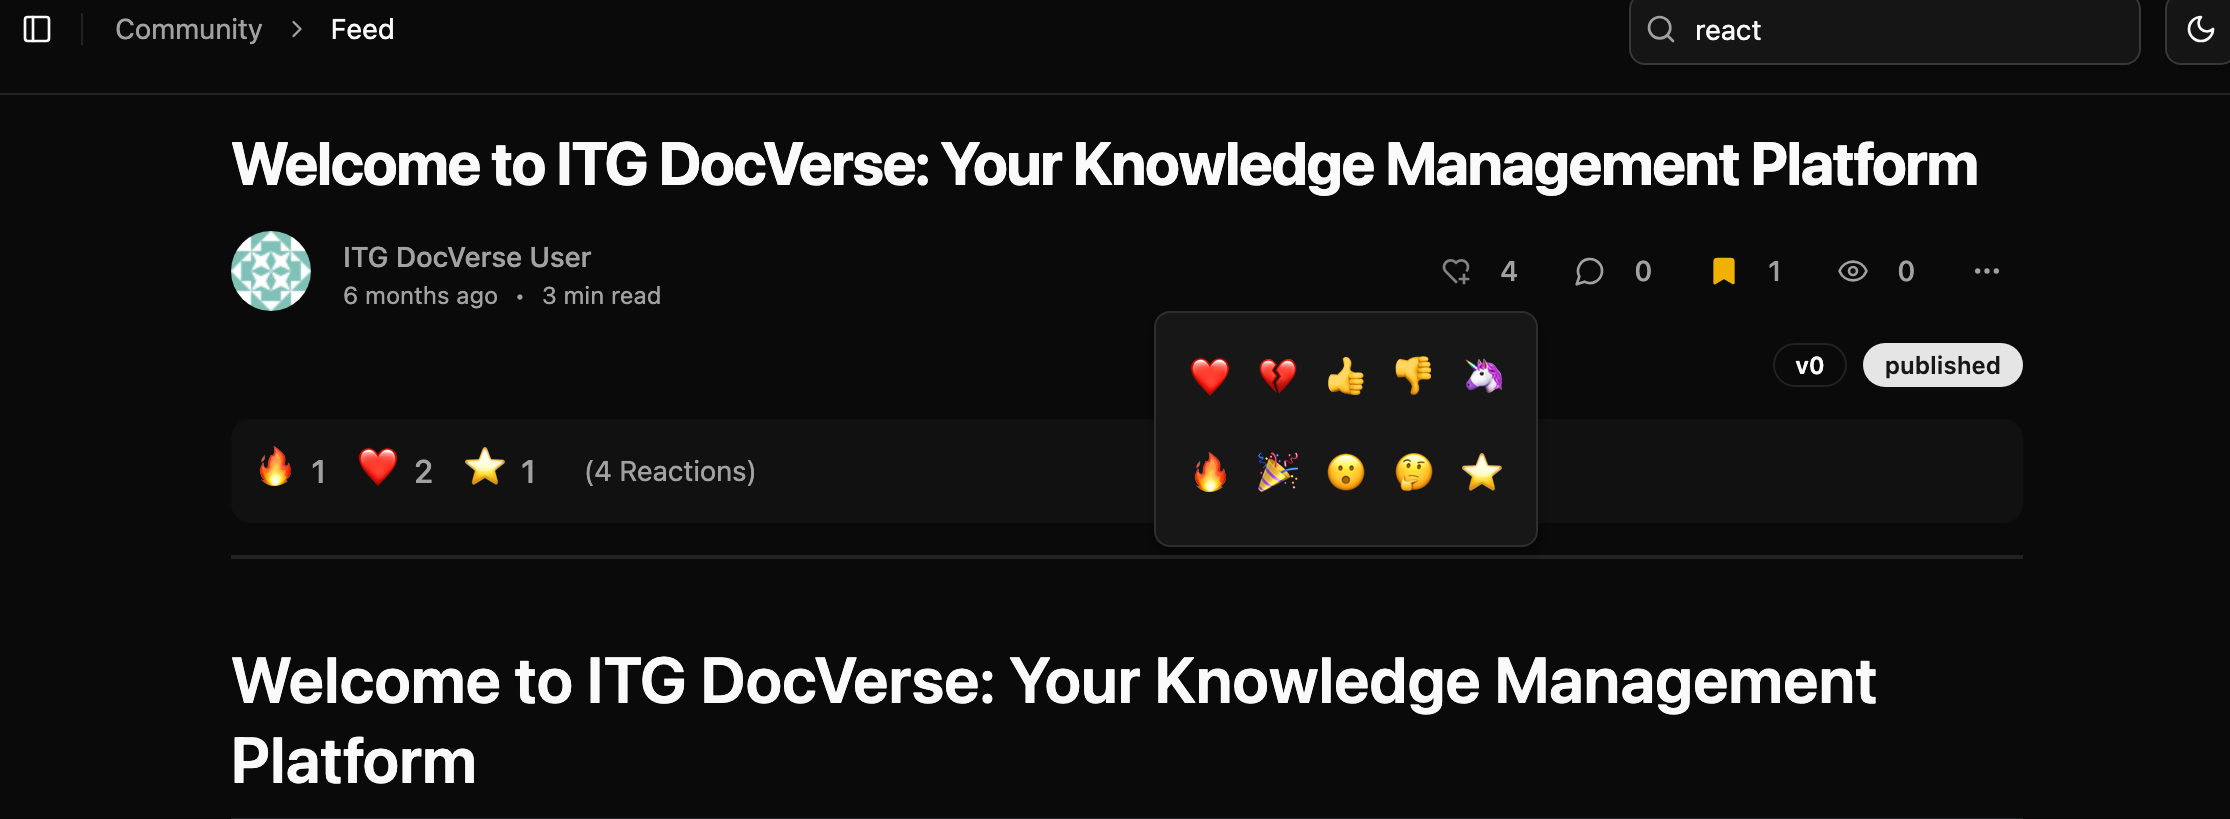 Community > Feed
react
Welcome to ITG DocVerse: Your Knowledge Management Platform
ITG DocVerse User
6 months ago • 3 min read
4 0 1 0
v0 published
1 2 1 (4 Reactions)
Welcome to ITG DocVerse: Your Knowledge Management
Platform